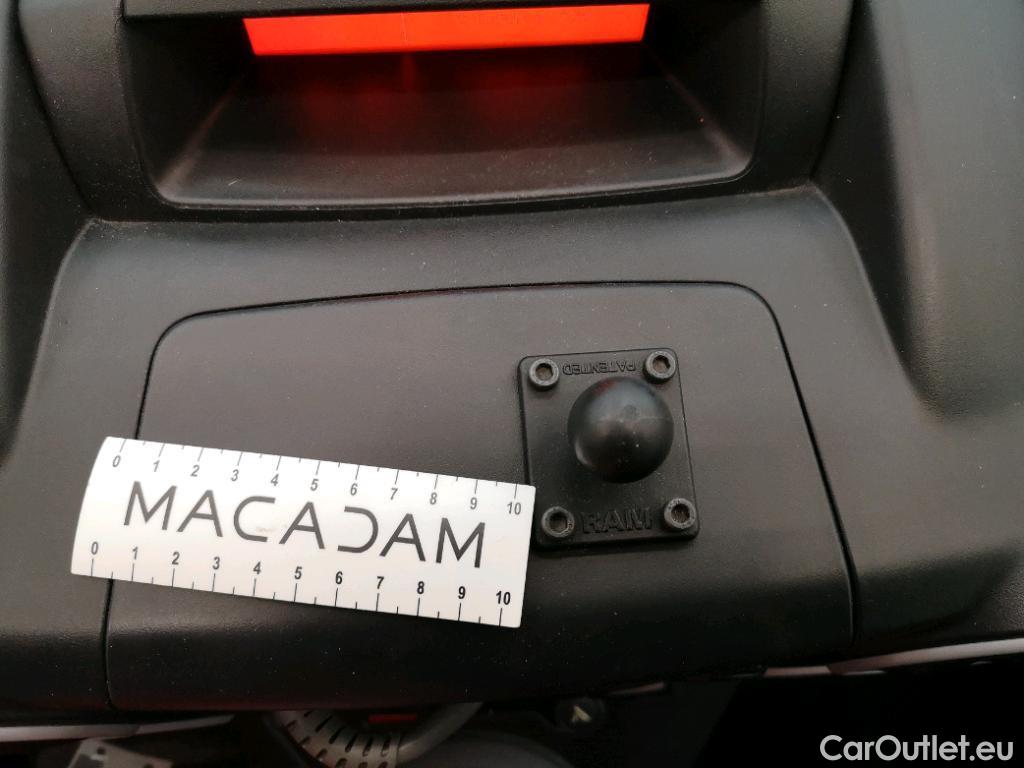 PATENTED
0 1 2 3 4 5 6 7 8 9 10
MACADAM
0 1 2 3 4 5 6 7 8 9 10
RAM
CarOutlet.eu